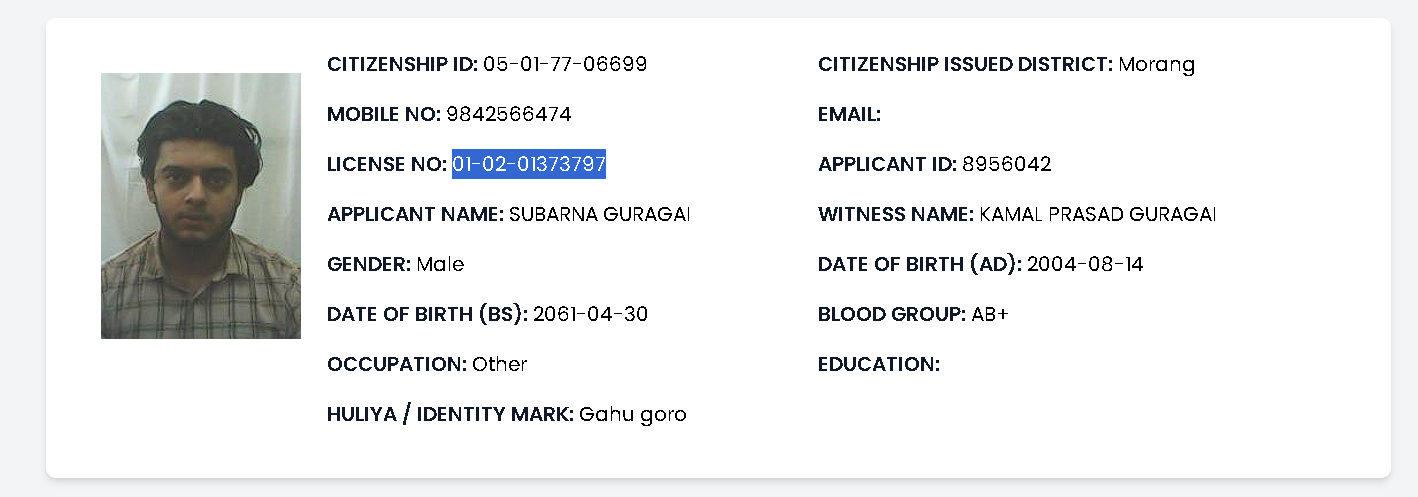 CITIZENSHIP ID: 05-01-77-06699
CITIZENSHIP ISSUED DISTRICT: Morang
MOBILE NO: 9842566474
EMAIL:
LICENSE NO: 01-02-01373797
APPLICANT ID: 8956042
APPLICANT NAME: SUBARNA GURAGAI
WITNESS NAME: KAMAL PRASAD GURAGAI
GENDER: Male
DATE OF BIRTH (AD): 2004-08-14
DATE OF BIRTH (BS): 2061-04-30
BLOOD GROUP: AB+
OCCUPATION: Other
EDUCATION:
HULIYA / IDENTITY MARK: Gahu goro